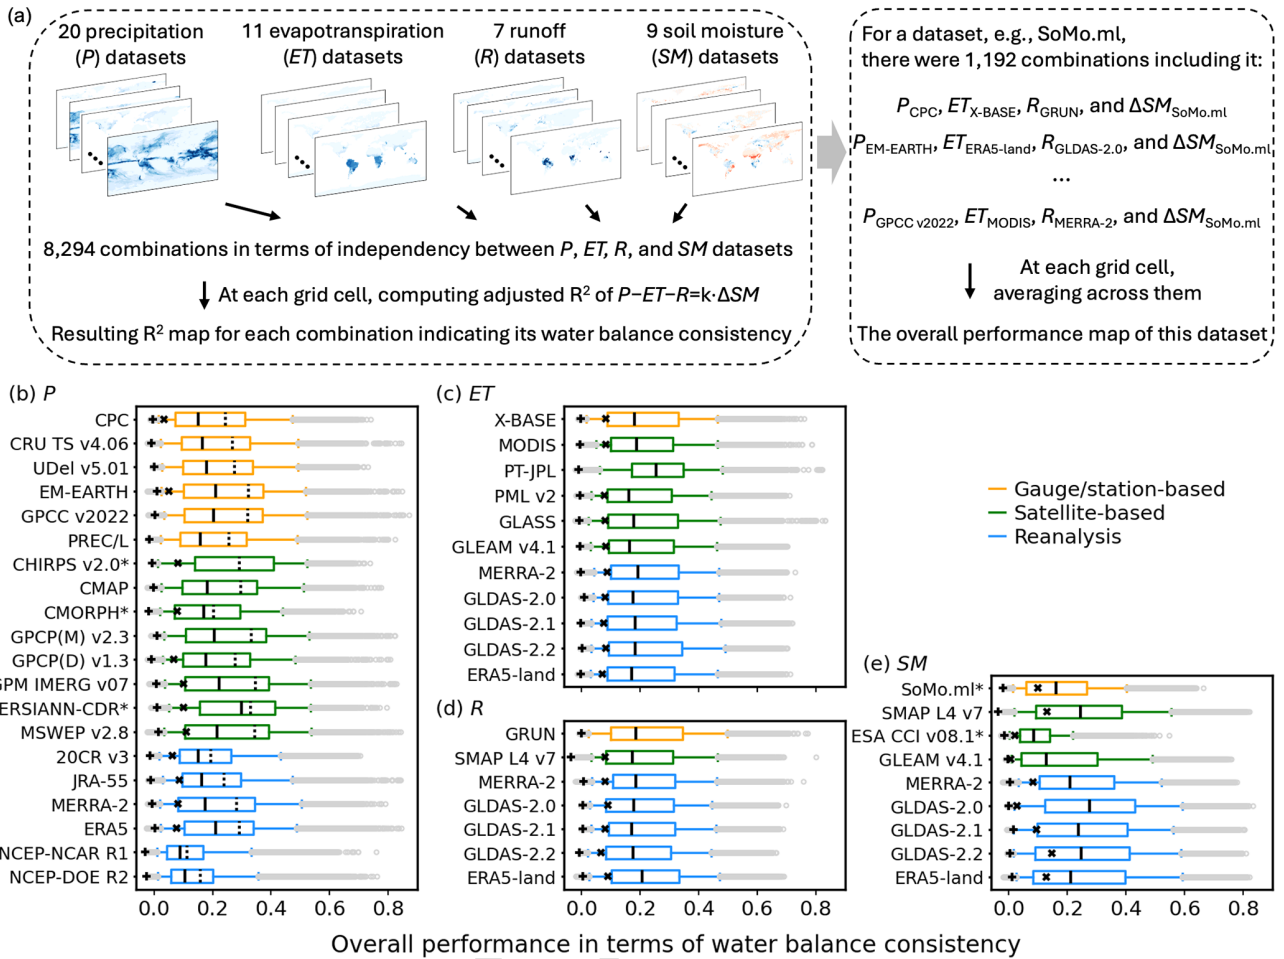 (a)
20 precipitation
(P) datasets
11 evapotranspiration
(ET) datasets
7 runoff
(R) datasets
9 soil moisture
(SM) datasets
8,294 combinations in terms of independency between P, ET, R, and SM datasets
At each grid cell, computing adjusted R² of P−ET−R=k·ΔSM
Resulting R² map for each combination indicating its water balance consistency
For a dataset, e.g., SoMo.ml,
there were 1,192 combinations including it:
PCPC, ETX-BASE, RGRUN, and ΔSMSoMo.ml
PEM-EARTH, ETERA5-land, RGLDAS-2.0, and ΔSMSoMo.ml
...
PGPCC v2022, ETMODIS, RMERRA-2, and ΔSMSoMo.ml
At each grid cell,
averaging across them
The overall performance map of this dataset
(b) P
CPC
CRU TS v4.06
UDel v5.01
EM-EARTH
GPCC v2022
PREC/L
CHIRPS v2.0*
CMAP
CMORPH*
GPCP(M) v2.3
GPCP(D) v1.3
GPM IMERG v07
ERSIANN-CDR*
MSWEP v2.8
20CR v3
JRA-55
MERRA-2
ERA5
NCEP-NCAR R1
NCEP-DOE R2
0.0 0.2 0.4 0.6 0.8
(c) ET
X-BASE
MODIS
PT-JPL
PML v2
GLASS
GLEAM v4.1
MERRA-2
GLDAS-2.0
GLDAS-2.1
GLDAS-2.2
ERA5-land
(d) R
GRUN
SMAP L4 v7
MERRA-2
GLDAS-2.0
GLDAS-2.1
GLDAS-2.2
ERA5-land
0.0 0.2 0.4 0.6 0.8
Gauge/station-based
Satellite-based
Reanalysis
(e) SM
SoMo.ml*
SMAP L4 v7
ESA CCI v08.1*
GLEAM v4.1
MERRA-2
GLDAS-2.0
GLDAS-2.1
GLDAS-2.2
ERA5-land
0.0 0.2 0.4 0.6 0.8
Overall performance in terms of water balance consistency